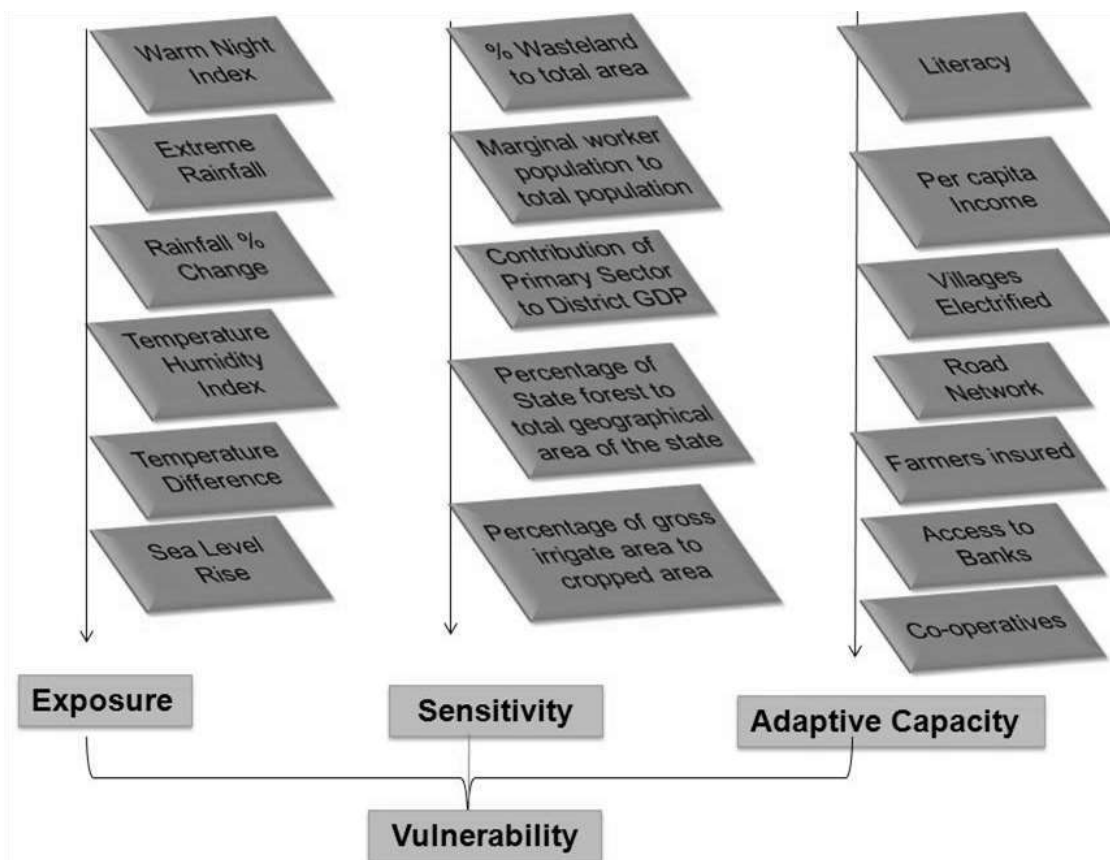 Warm Night
Index
Extreme
Rainfall
Rainfall %
Change
Temperature
Humidity
Index
Temperature
Difference
Sea Level
Rise
Exposure
% Wasteland
to total area
Marginal worker
population to
total population
Contribution of
Primary Sector
to District GDP
Percentage of
State forest to
total geographical
area of the state
Percentage of gross
irrigate area to
cropped area
Sensitivity
Literacy
Per capita
Income
Villages
Electrified
Road
Network
Farmers insured
Access to
Banks
Co-operatives
Adaptive Capacity
Vulnerability